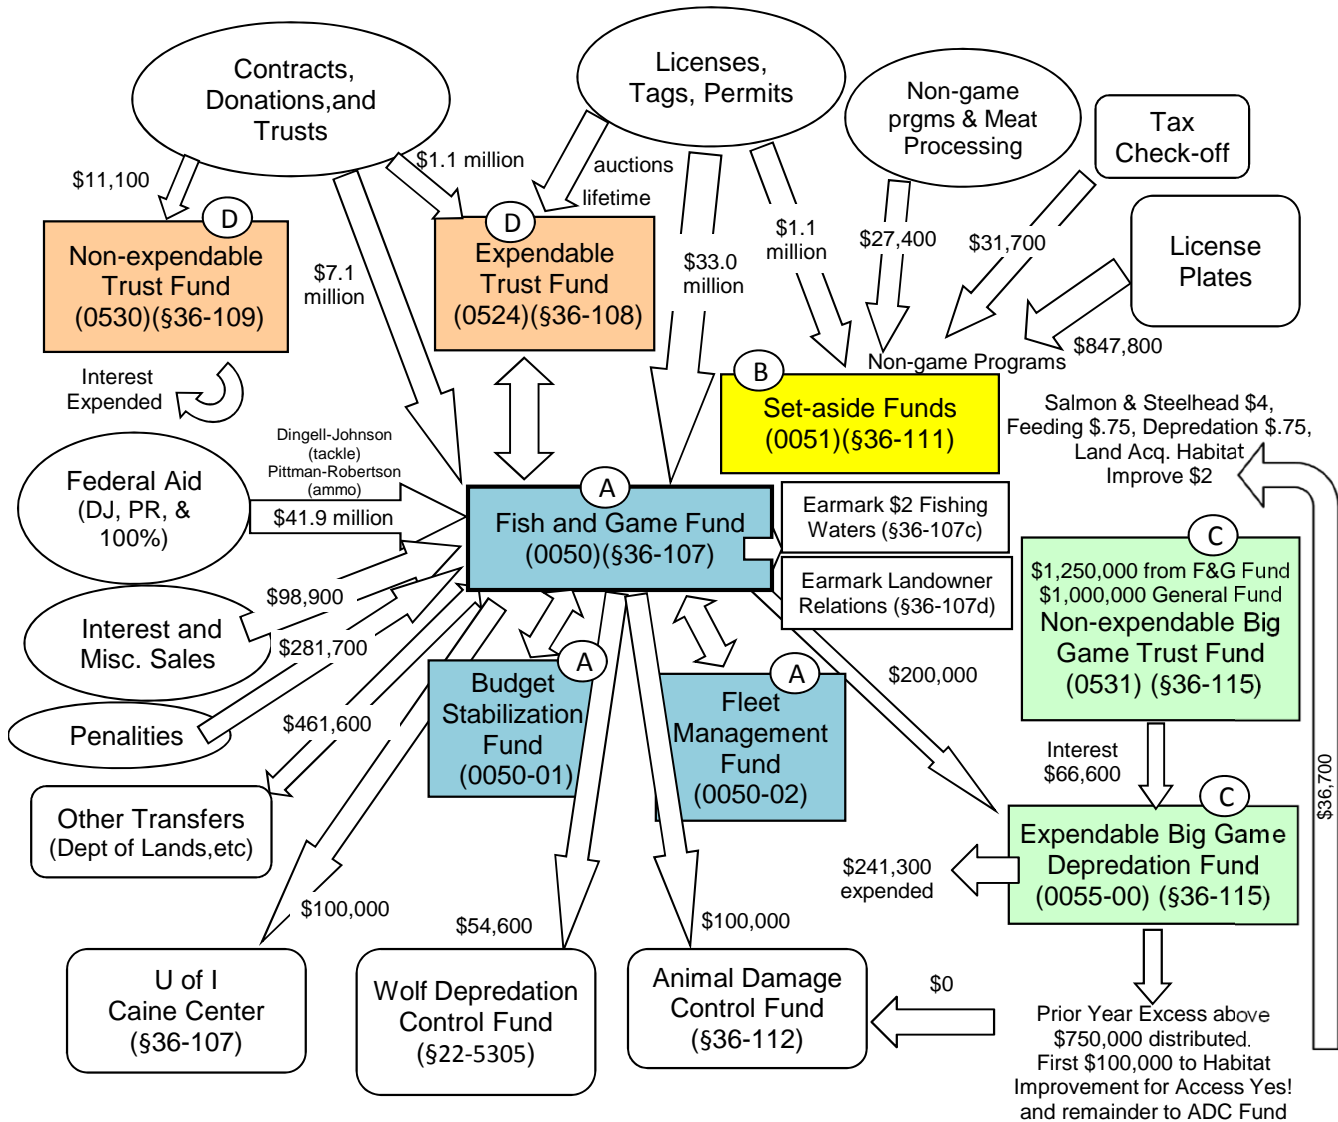 Contracts,
Donations,and
Trusts
Licenses,
Tags, Permits
Non-game
prgms & Meat
Processing
Tax
Check-off
License
Plates
$11,100
$1.1 million
auctions
lifetime
$7.1
million
$33.0
million
$1.1
million
$27,400
$31,700
$847,800
D
Non-expendable
Trust Fund
(0530)(§36-109)
D
Expendable
Trust Fund
(0524)(§36-108)
Interest
Expended
Non-game Programs
B
Set-aside Funds
(0051)(§36-111)
Salmon & Steelhead $4,
Feeding $.75, Depredation $.75,
Land Acq. Habitat
Improve $2
Federal Aid
(DJ, PR, &
100%)
Dingell-Johnson
(tackle)
Pittman-Robertson
(ammo)
$41.9 million
A
Fish and Game Fund
(0050)(§36-107)
Earmark $2 Fishing
Waters (§36-107c)
Earmark Landowner
Relations (§36-107d)
C
$1,250,000 from F&G Fund
$1,000,000 General Fund
Non-expendable Big
Game Trust Fund
(0531) (§36-115)
Interest and
Misc. Sales
$98,900
$281,700
Penalities
$461,600
Other Transfers
(Dept of Lands,etc)
A
Budget
Stabilization
Fund
(0050-01)
A
Fleet
Management
Fund
(0050-02)
$200,000
Interest
$66,600
$36,700
C
Expendable Big Game
Depredation Fund
(0055-00) (§36-115)
$241,300
expended
$100,000
$54,600
$100,000
$0
U of I
Caine Center
(§36-107)
Wolf Depredation
Control Fund
(§22-5305)
Animal Damage
Control Fund
(§36-112)
Prior Year Excess above
$750,000 distributed.
First $100,000 to Habitat
Improvement for Access Yes!
and remainder to ADC Fund